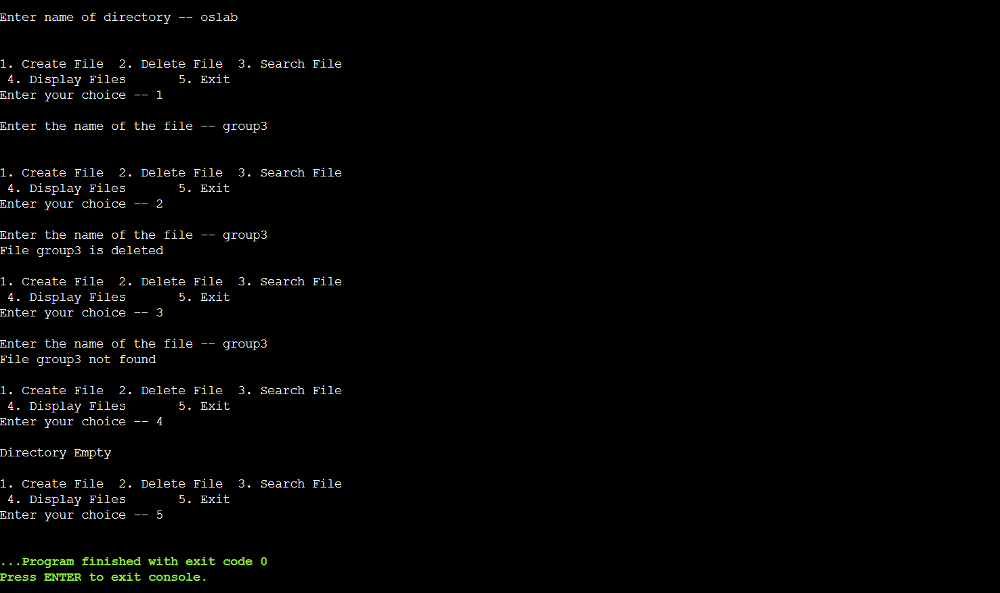 Enter name of directory -- oslab
1. Create File  2. Delete File  3. Search File
 4. Display Files       5. Exit
Enter your choice -- 1
Enter the name of the file -- group3
1. Create File  2. Delete File  3. Search File
 4. Display Files       5. Exit
Enter your choice -- 2
Enter the name of the file -- group3
File group3 is deleted
1. Create File  2. Delete File  3. Search File
 4. Display Files       5. Exit
Enter your choice -- 3
Enter the name of the file -- group3
File group3 not found
1. Create File  2. Delete File  3. Search File
 4. Display Files       5. Exit
Enter your choice -- 4
Directory Empty
1. Create File  2. Delete File  3. Search File
 4. Display Files       5. Exit
Enter your choice -- 5
...Program finished with exit code 0
Press ENTER to exit console.